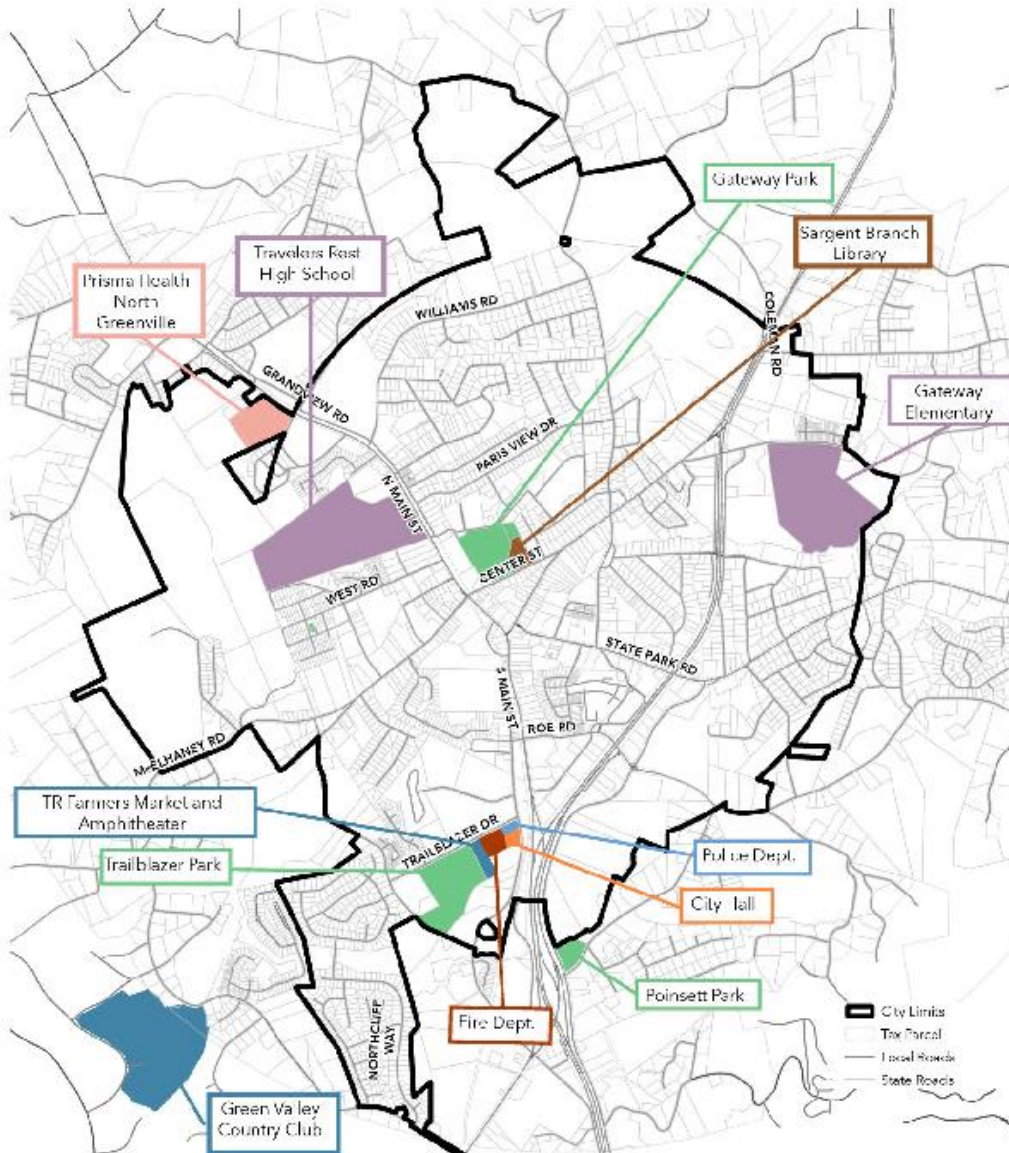 Gateway Park
Sargent Branch
Library
Travelers Rest
High School
Prisma Health
North
Greenville
WILLIAMS RD
COLEMAN RD
GRANDVIEW RD
Gateway
Elementary
PARIS VIEW DR
N MAIN ST
CENTER ST
WEST RD
STATE PARK RD
S MAIN ST
ROE RD
McELHANEY RD
TR Farmers Market and
Amphitheater
TRAILBLAZER DR
Trailblazer Park
Police Dept.
City Hall
Poinsett Park
Fire Dept.
NORTHCLIFF
WAY
Green Valley
Country Club
City Limits
Tax Parcel
Local Roads
State Roads